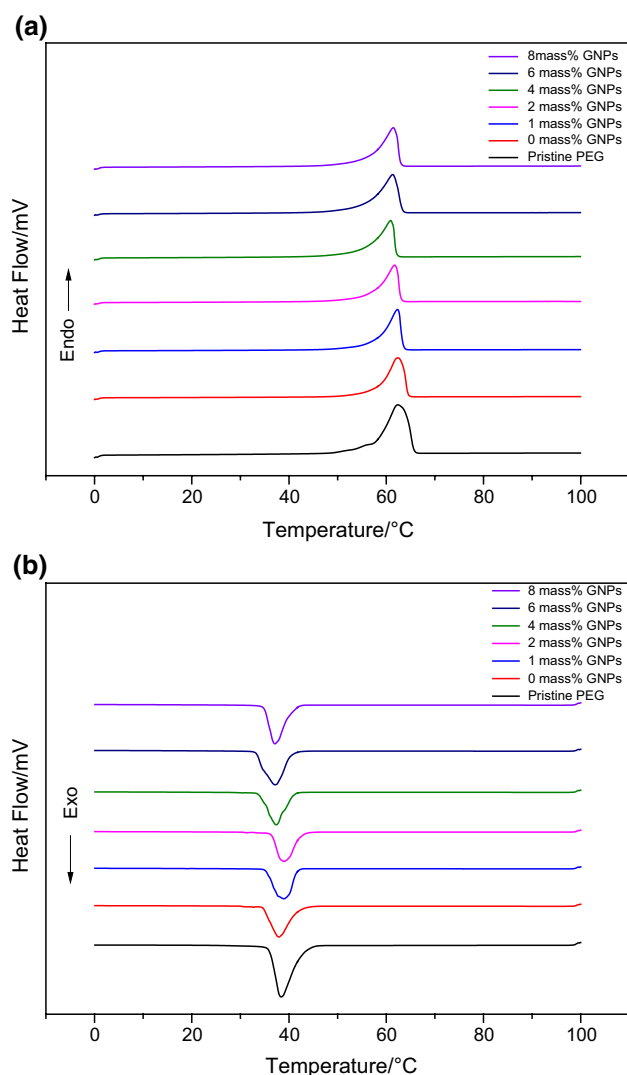 (a)
8mass% GNPs
6 mass% GNPs
4 mass% GNPs
2 mass% GNPs
1 mass% GNPs
0 mass% GNPs
Pristine PEG
Heat Flow/mV
Endo
0 20 40 60 80 100
Temperature/°C
(b)
8 mass% GNPs
6 mass% GNPs
4 mass% GNPs
2 mass% GNPs
1 mass% GNPs
0 mass% GNPs
Pristine PEG
Heat Flow/mV
Exo
0 20 40 60 80 100
Temperature/°C